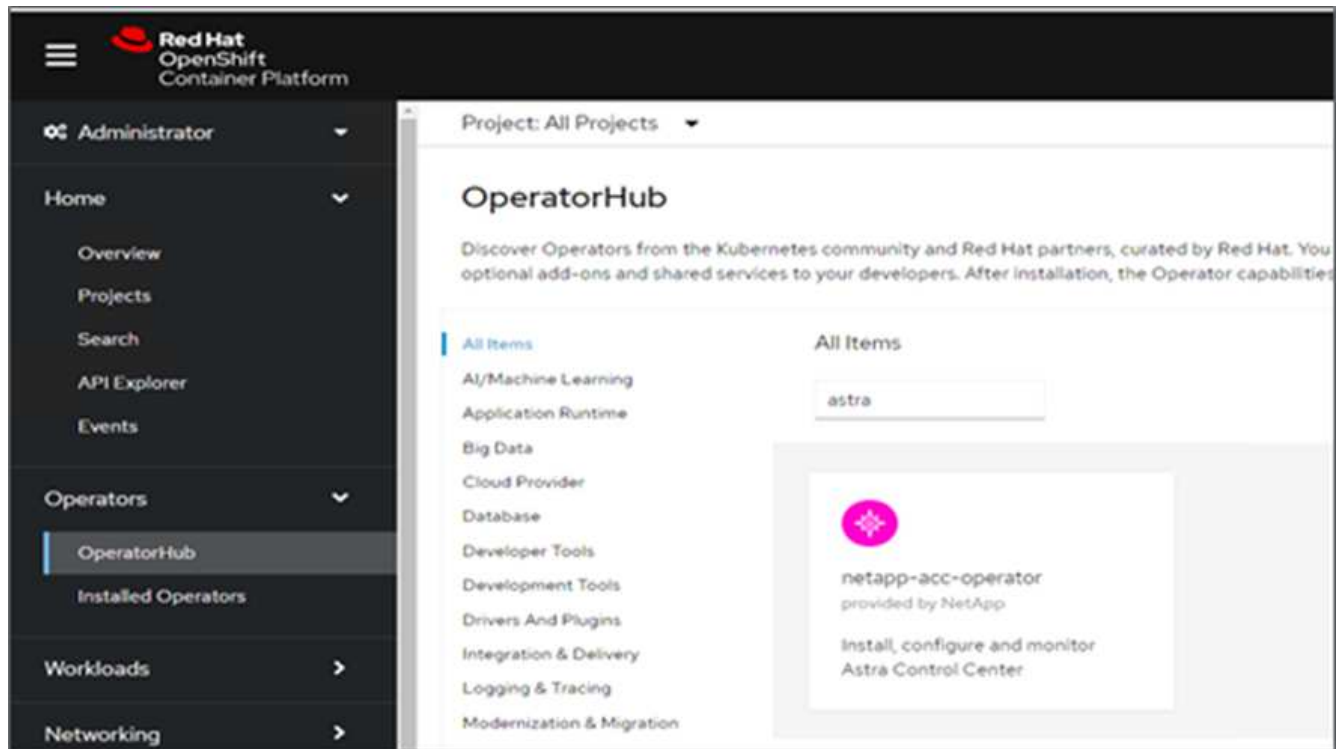 Red Hat
OpenShift
Container Platform
Administrator
Home
Overview
Projects
Search
API Explorer
Events
Operators
OperatorHub
Installed Operators
Workloads
Networking
Project: All Projects
OperatorHub
Discover Operators from the Kubernetes community and Red Hat partners, curated by Red Hat. You
optional add-ons and shared services to your developers. After installation, the Operator capabilities
All Items
AI/Machine Learning
Application Runtime
Big Data
Cloud Provider
Database
Developer Tools
Development Tools
Drivers And Plugins
Integration & Delivery
Logging & Tracing
Modernization & Migration
All Items
astra
netapp-acc-operator
provided by NetApp
Install, configure and monitor
Astra Control Center